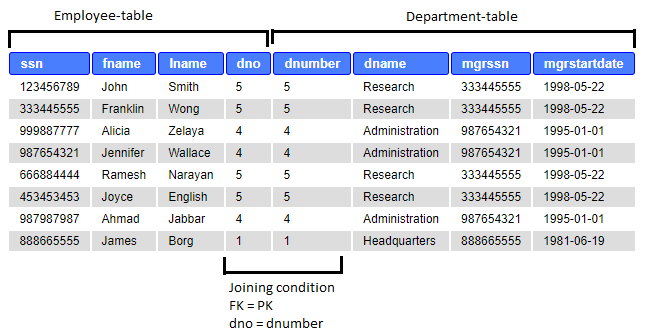 Employee-table Department-table
ssn fname lname dno dnumber dname mgrssn mgrstartdate
123456789 John Smith 5 5 Research 333445555 1998-05-22
333445555 Franklin Wong 5 5 Research 333445555 1998-05-22
999887777 Alicia Zelaya 4 4 Administration 987654321 1995-01-01
987654321 Jennifer Wallace 4 4 Administration 987654321 1995-01-01
666884444 Ramesh Narayan 5 5 Research 333445555 1998-05-22
453453453 Joyce English 5 5 Research 333445555 1998-05-22
987987987 Ahmad Jabbar 4 4 Administration 987654321 1995-01-01
888665555 James Borg 1 1 Headquarters 888665555 1981-06-19
Joining condition
FK = PK
dno = dnumber